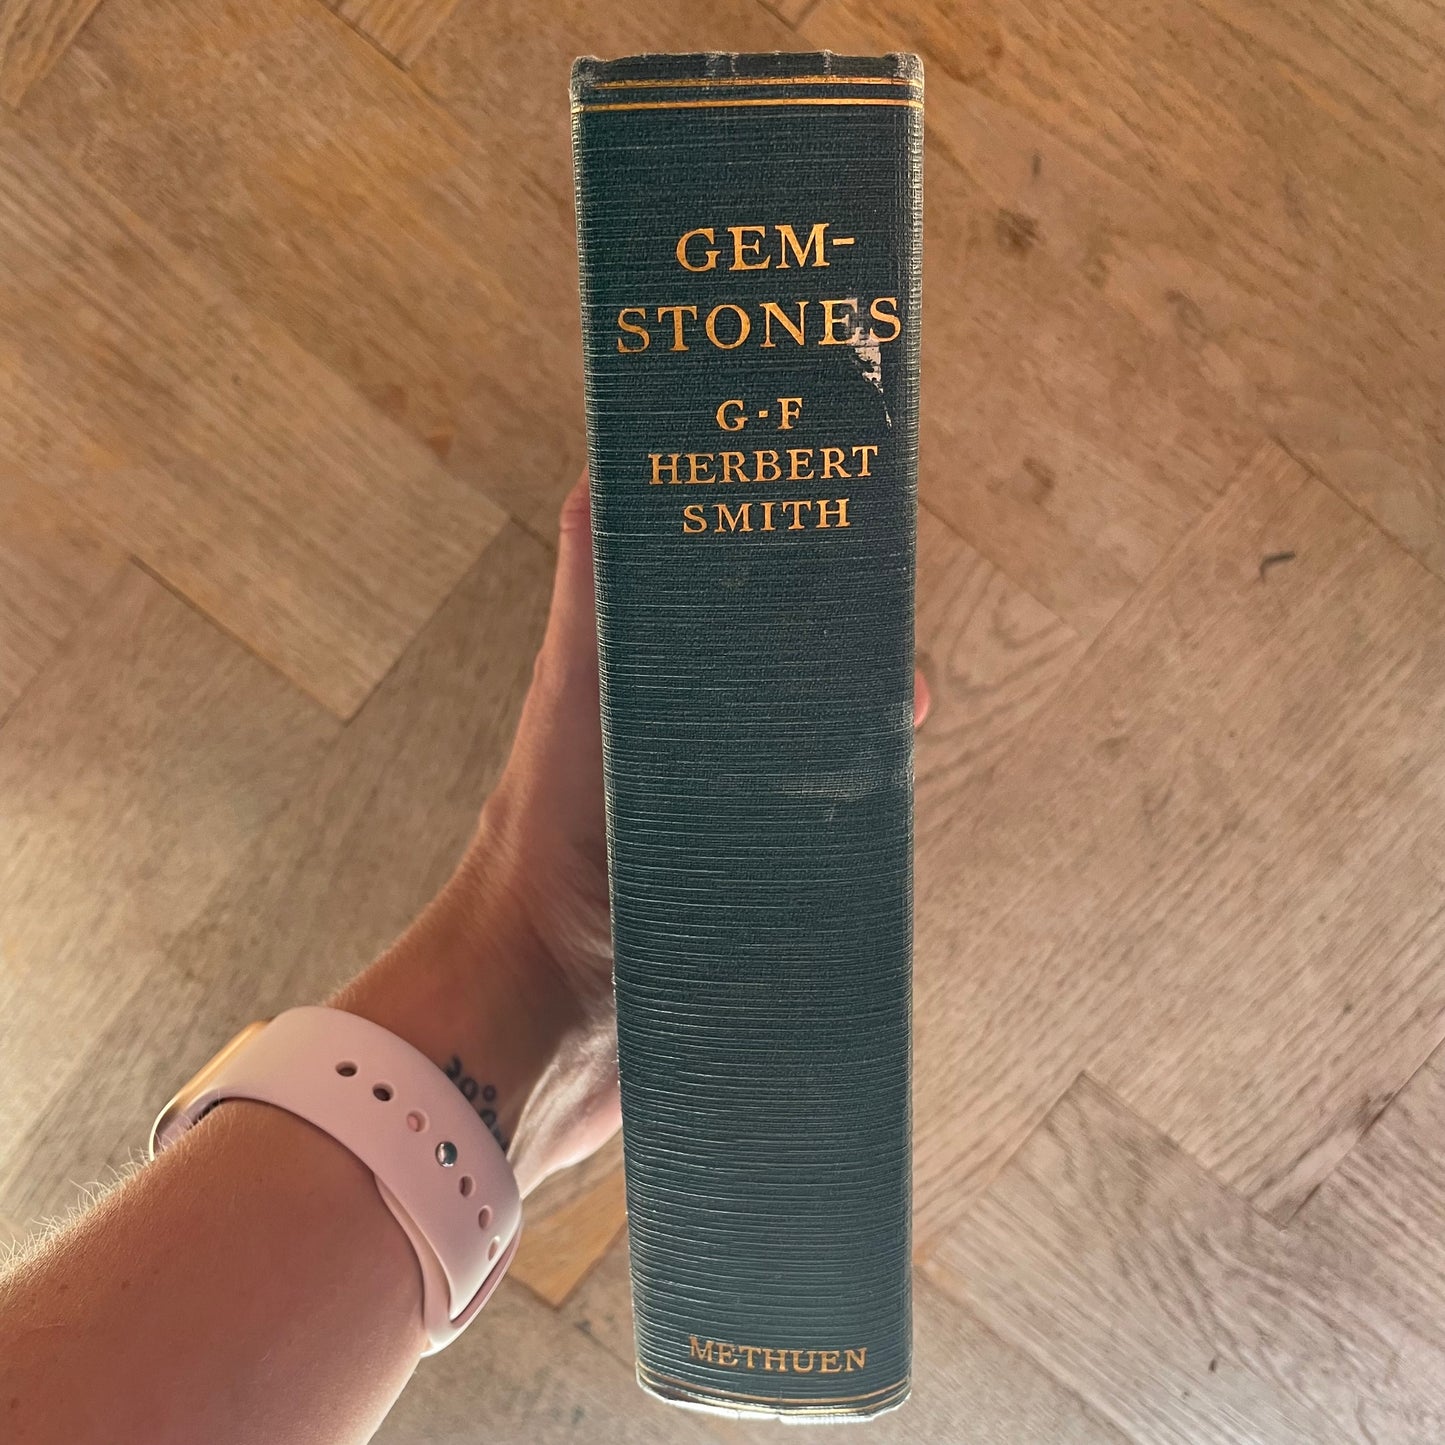 GEM-
STONES
G-F
HERBERT
SMITH
METHUEN